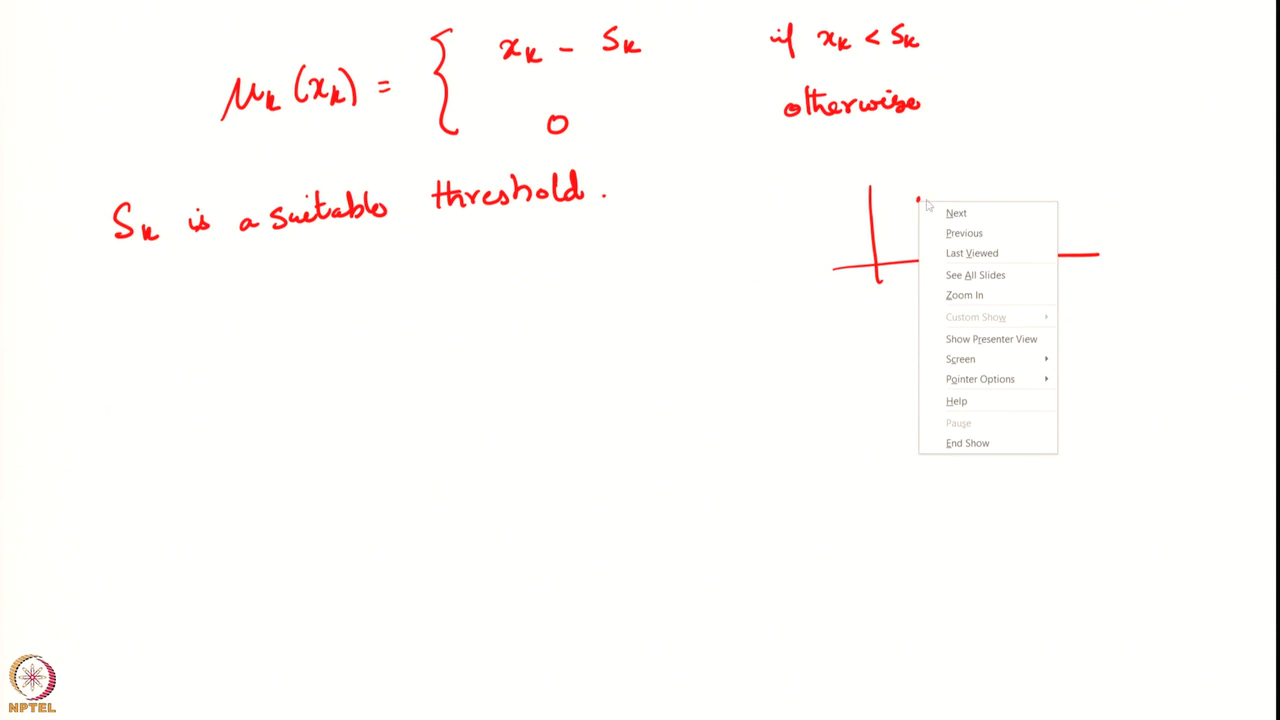 μₖ (xₖ) = { xₖ - Sₖ if xₖ < Sₖ
0 otherwise
Sₖ is a suitable threshold.
Next
Previous
Last Viewed
See All Slides
Zoom In
Custom Show
Show Presenter View
Screen
Pointer Options
Help
Pause
End Show
NPTEL